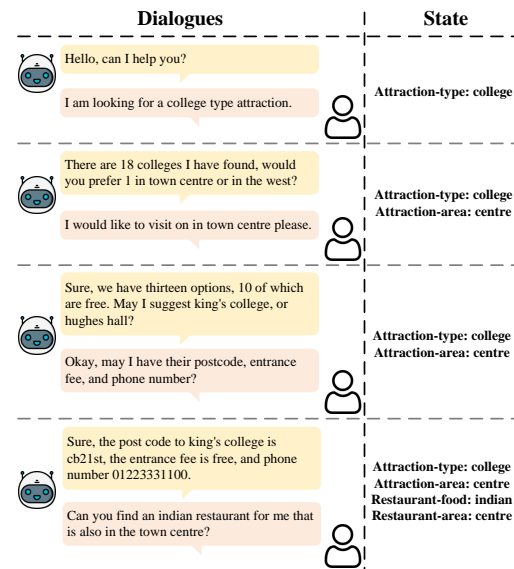 Dialogues
State
Hello, can I help you?
I am looking for a college type attraction.
Attraction-type: college
There are 18 colleges I have found, would
you prefer 1 in town centre or in the west?
I would like to visit on in town centre please.
Attraction-type: college
Attraction-area: centre
Sure, we have thirteen options, 10 of which
are free. May I suggest king's college, or
hughes hall?
Okay, may I have their postcode, entrance
fee, and phone number?
Attraction-type: college
Attraction-area: centre
Sure, the post code to king's college is
cb21st, the entrance fee is free, and phone
number 01223331100.
Can you find an indian restaurant for me that
is also in the town centre?
Attraction-type: college
Attraction-area: centre
Restaurant-food: indian
Restaurant-area: centre